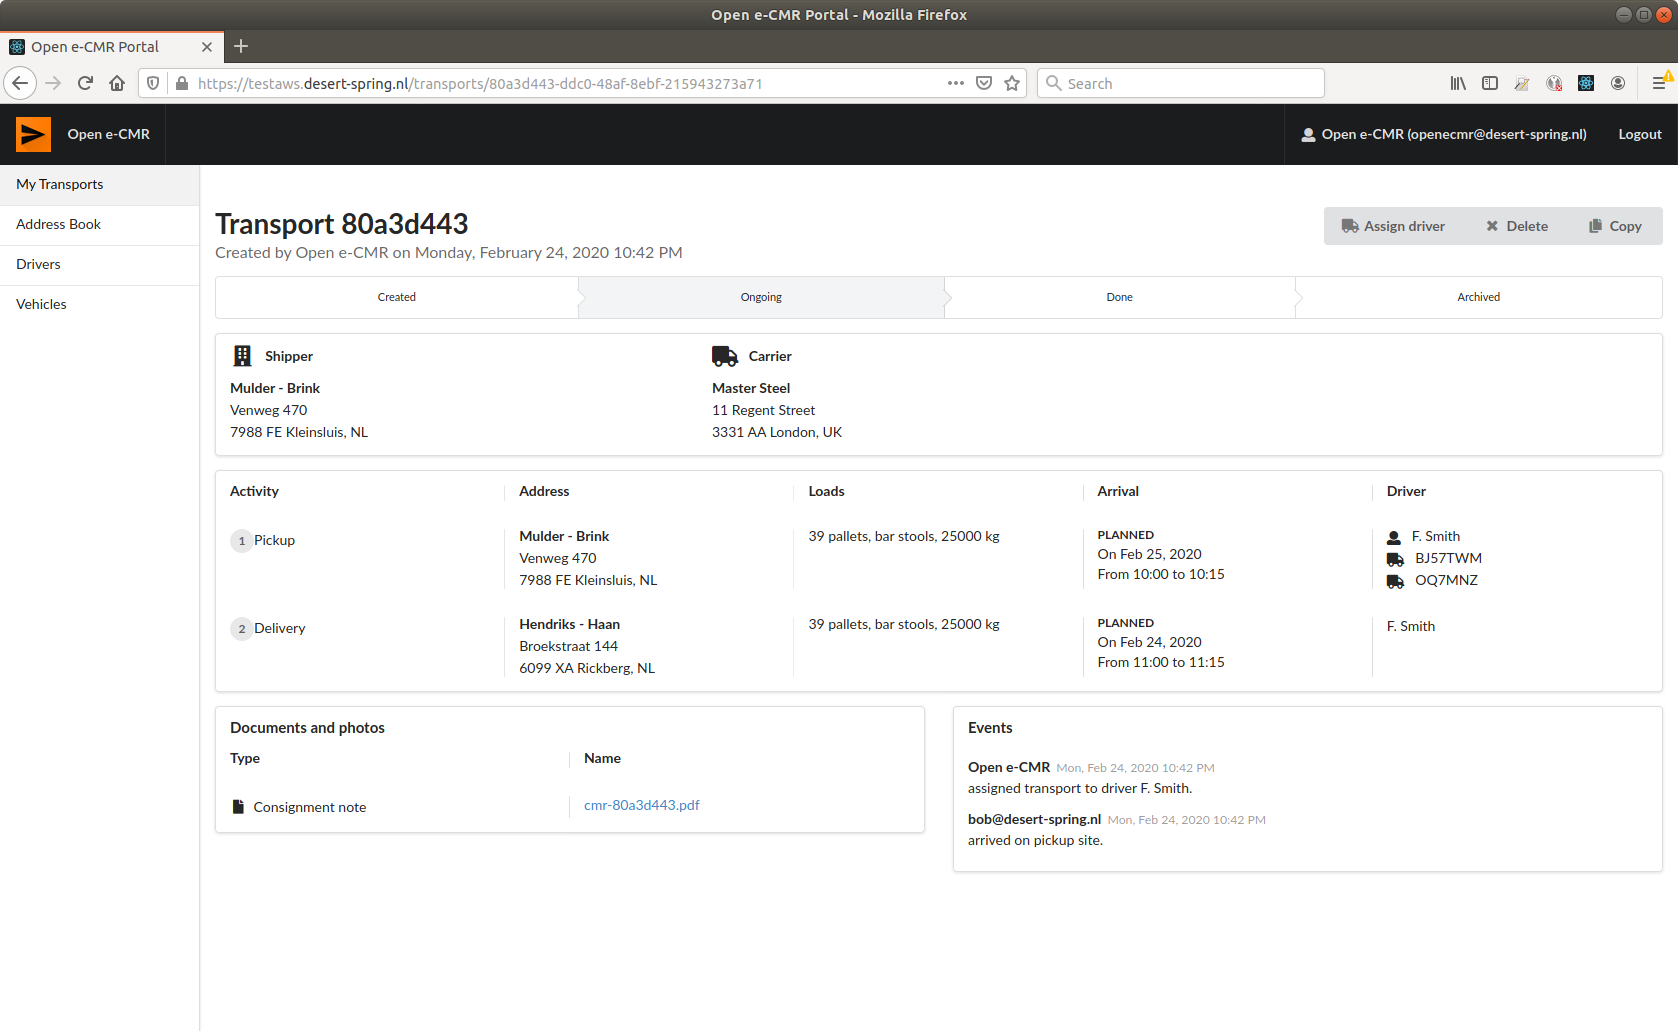 Open e-CMR Portal - Mozilla Firefox
Open e-CMR Portal
https://testaws.desert-spring.nl/transports/80a3d443-ddc0-48af-8ebf-215943273a71
Search
Open e-CMR
Open e-CMR (openecmr@desert-spring.nl)
Logout
My Transports
Address Book
Drivers
Vehicles
Transport 80a3d443
Created by Open e-CMR on Monday, February 24, 2020 10:42 PM
Assign driver
Delete
Copy
Created
Ongoing
Done
Archived
Shipper
Mulder - Brink
Venweg 470
7988 FE Kleinsluis, NL
Carrier
Master Steel
11 Regent Street
3331 AA London, UK
Activity
Address
Loads
Arrival
Driver
1 Pickup
Mulder - Brink
Venweg 470
7988 FE Kleinsluis, NL
39 pallets, bar stools, 25000 kg
PLANNED
On Feb 25, 2020
From 10:00 to 10:15
F. Smith
BJ57TWM
OQ7MNZ
2 Delivery
Hendriks - Haan
Broekstraat 144
6099 XA Rickberg, NL
39 pallets, bar stools, 25000 kg
PLANNED
On Feb 24, 2020
From 11:00 to 11:15
F. Smith
Documents and photos
Type
Name
Consignment note
cmr-80a3d443.pdf
Events
Open e-CMR Mon, Feb 24, 2020 10:42 PM
assigned transport to driver F. Smith.
bob@desert-spring.nl Mon, Feb 24, 2020 10:42 PM
arrived on pickup site.